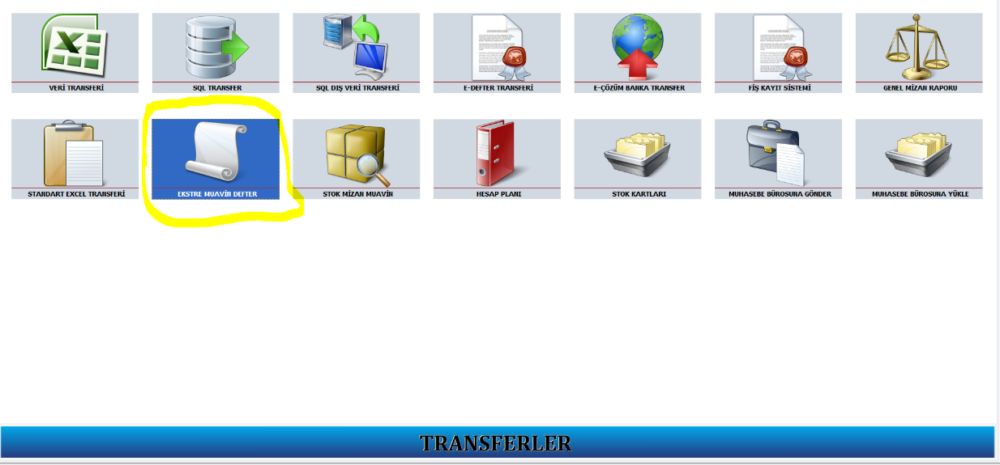 VERİ TRANSFERİ
SQL TRANSFER
SQL DIŞ VERİ TRANSFERİ
E-DEFTER TRANSFERİ
E-ÇÖZÜM BANKA TRANSFER
FİŞ KAYIT SİSTEMİ
GENEL MİZAN RAPORU
STANDART EXCEL TRANSFERİ
EKSTRE MUAVİN DEFTER
STOK MİZAN MUAVİN
HESAP PLANI
STOK KARTLARI
MUHASEBE BÜROSUNA GÖNDER
MUHASEBE BÜROSUNA YÜKLE
TRANSFERLER